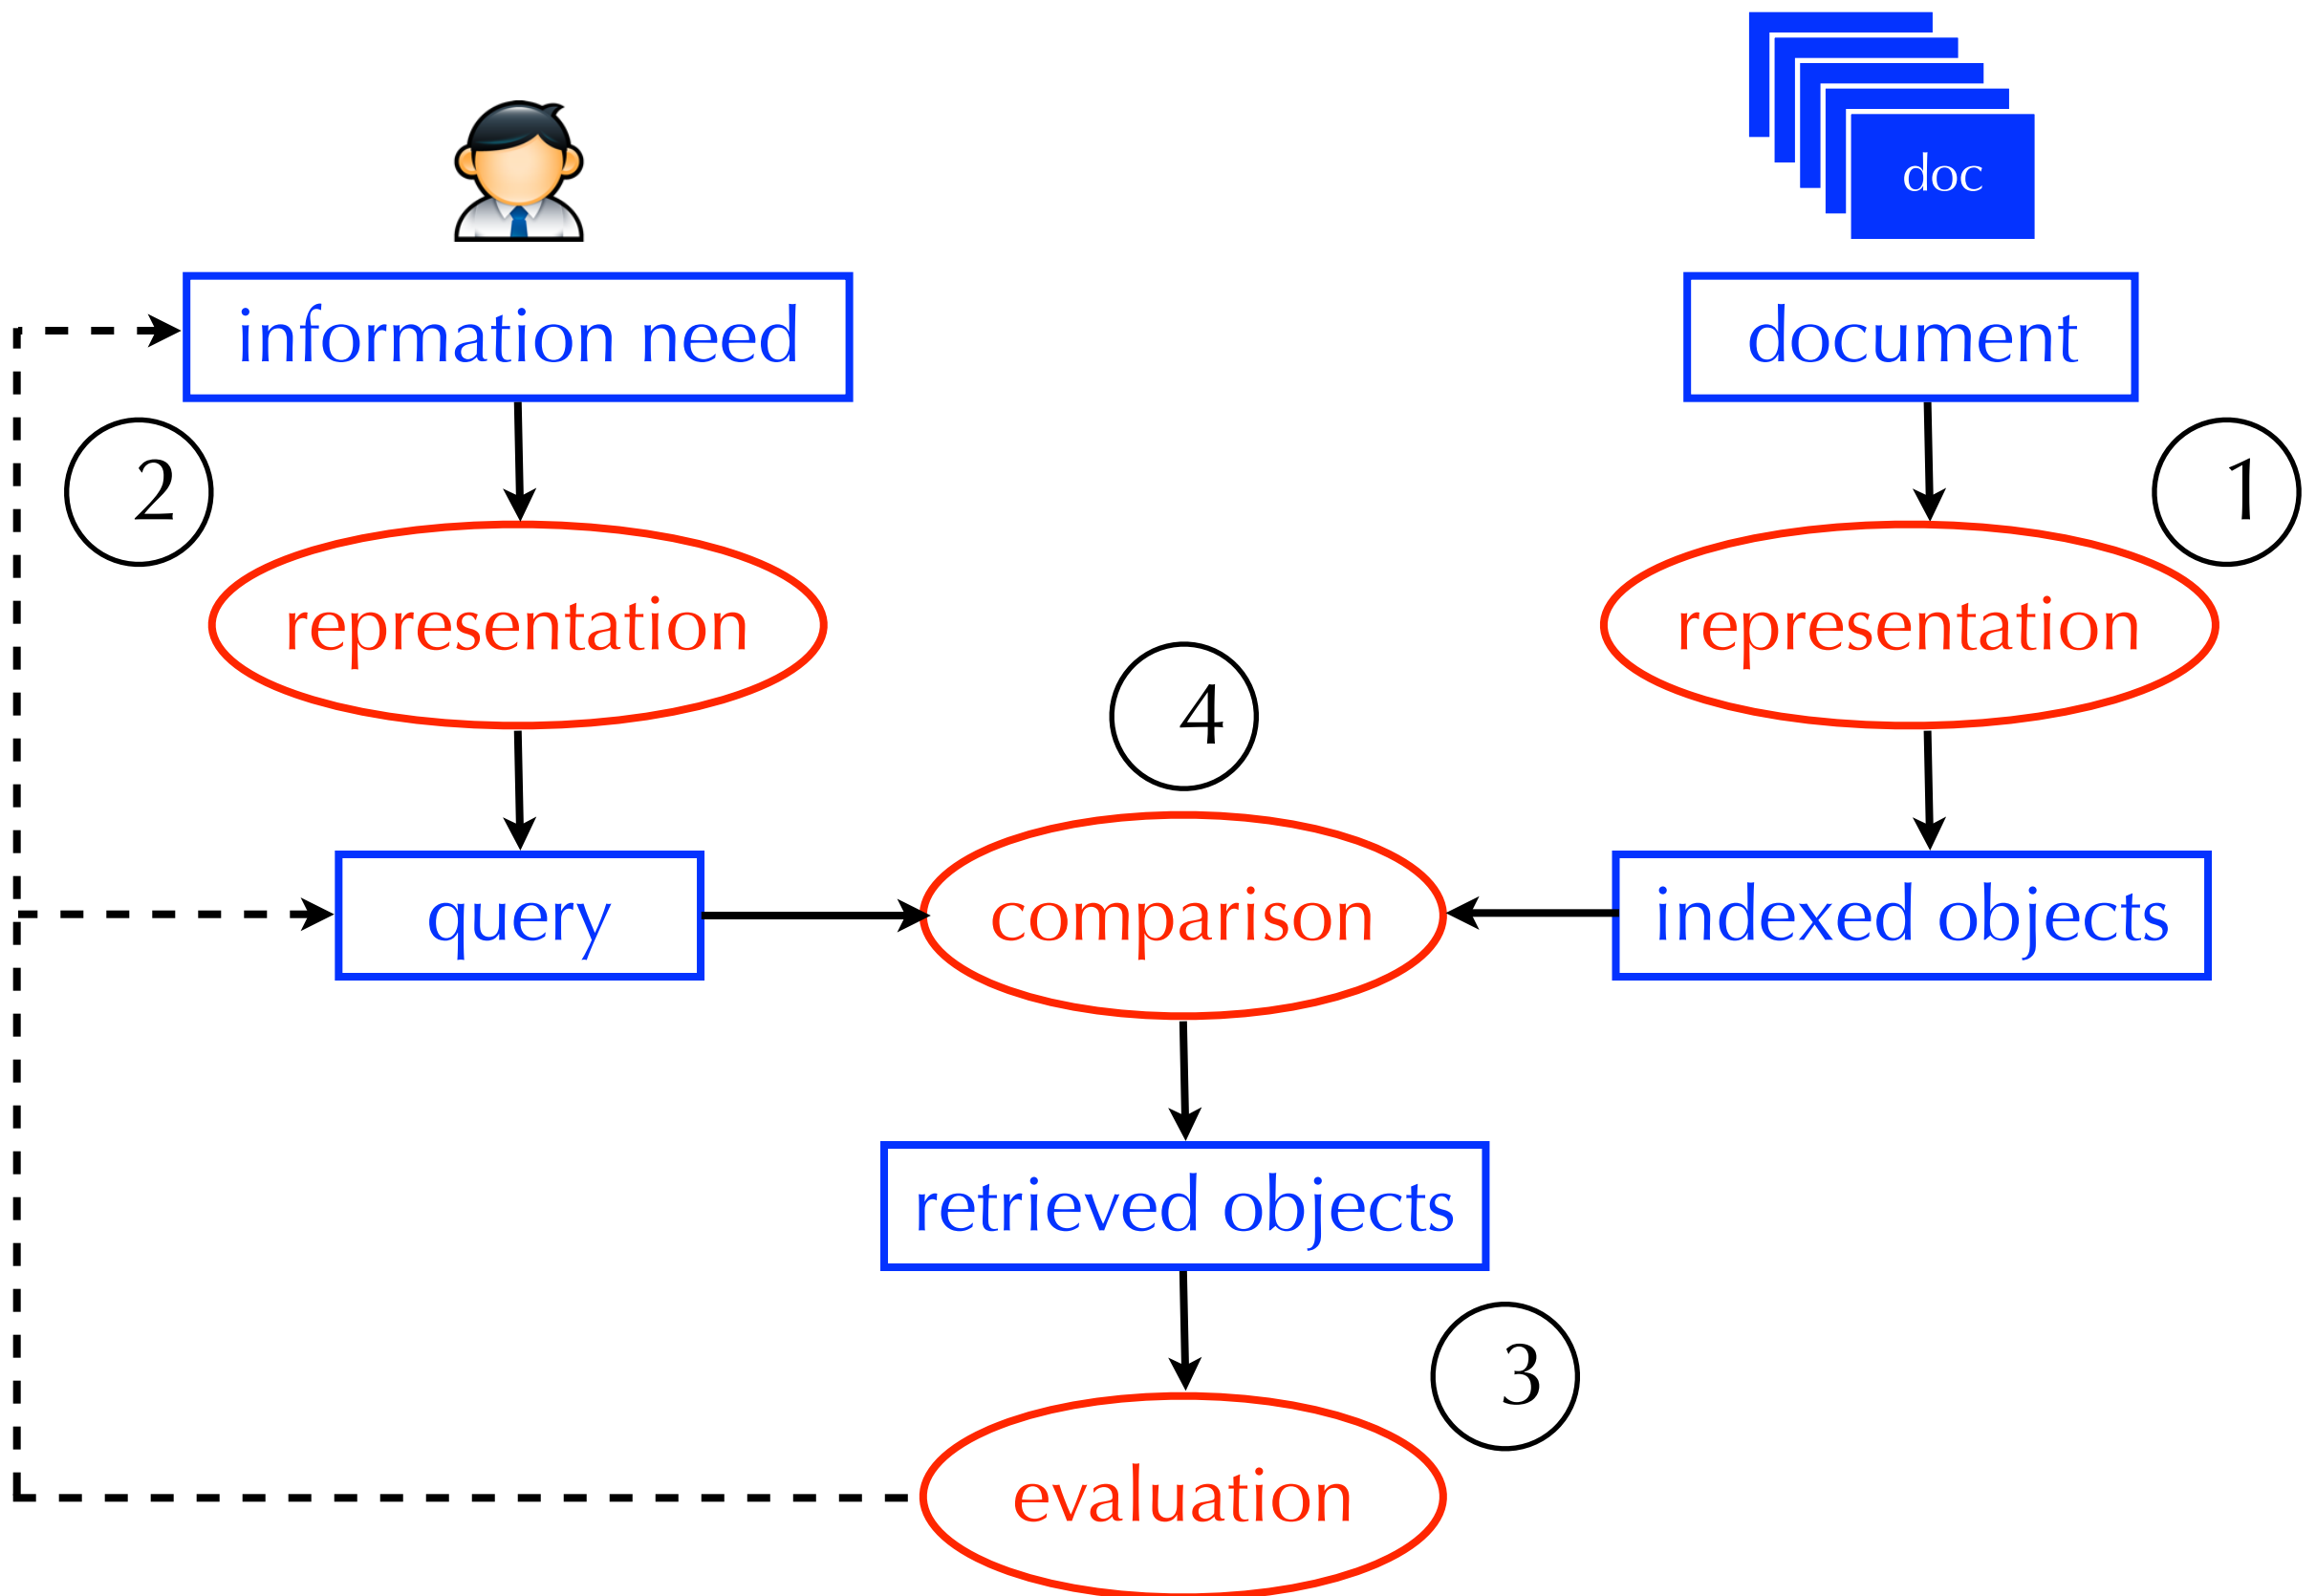 doc
information need
document
2
1
representation
representation
4
query
comparison
indexed objects
retrieved objects
3
evaluation